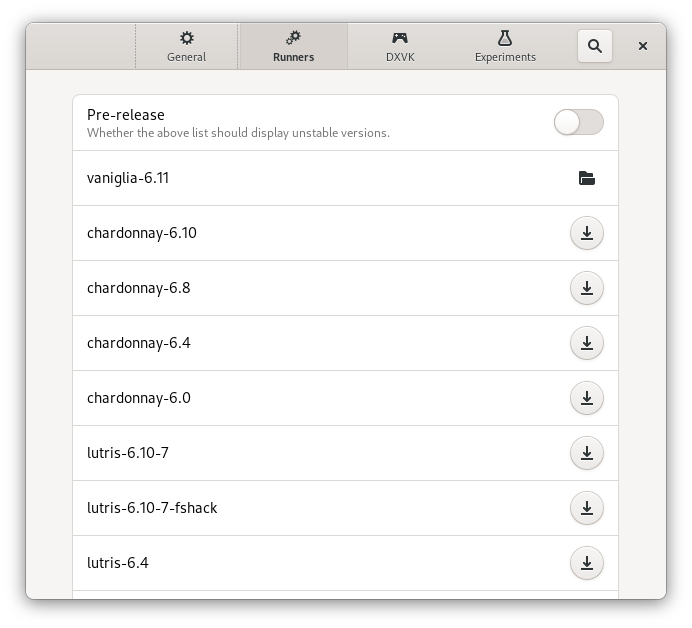 General
Runners
DXVK
Experiments
Pre-release
Whether the above list should display unstable versions.
vaniglia-6.11
chardonnay-6.10
chardonnay-6.8
chardonnay-6.4
chardonnay-6.0
lutris-6.10-7
lutris-6.10-7-fshack
lutris-6.4